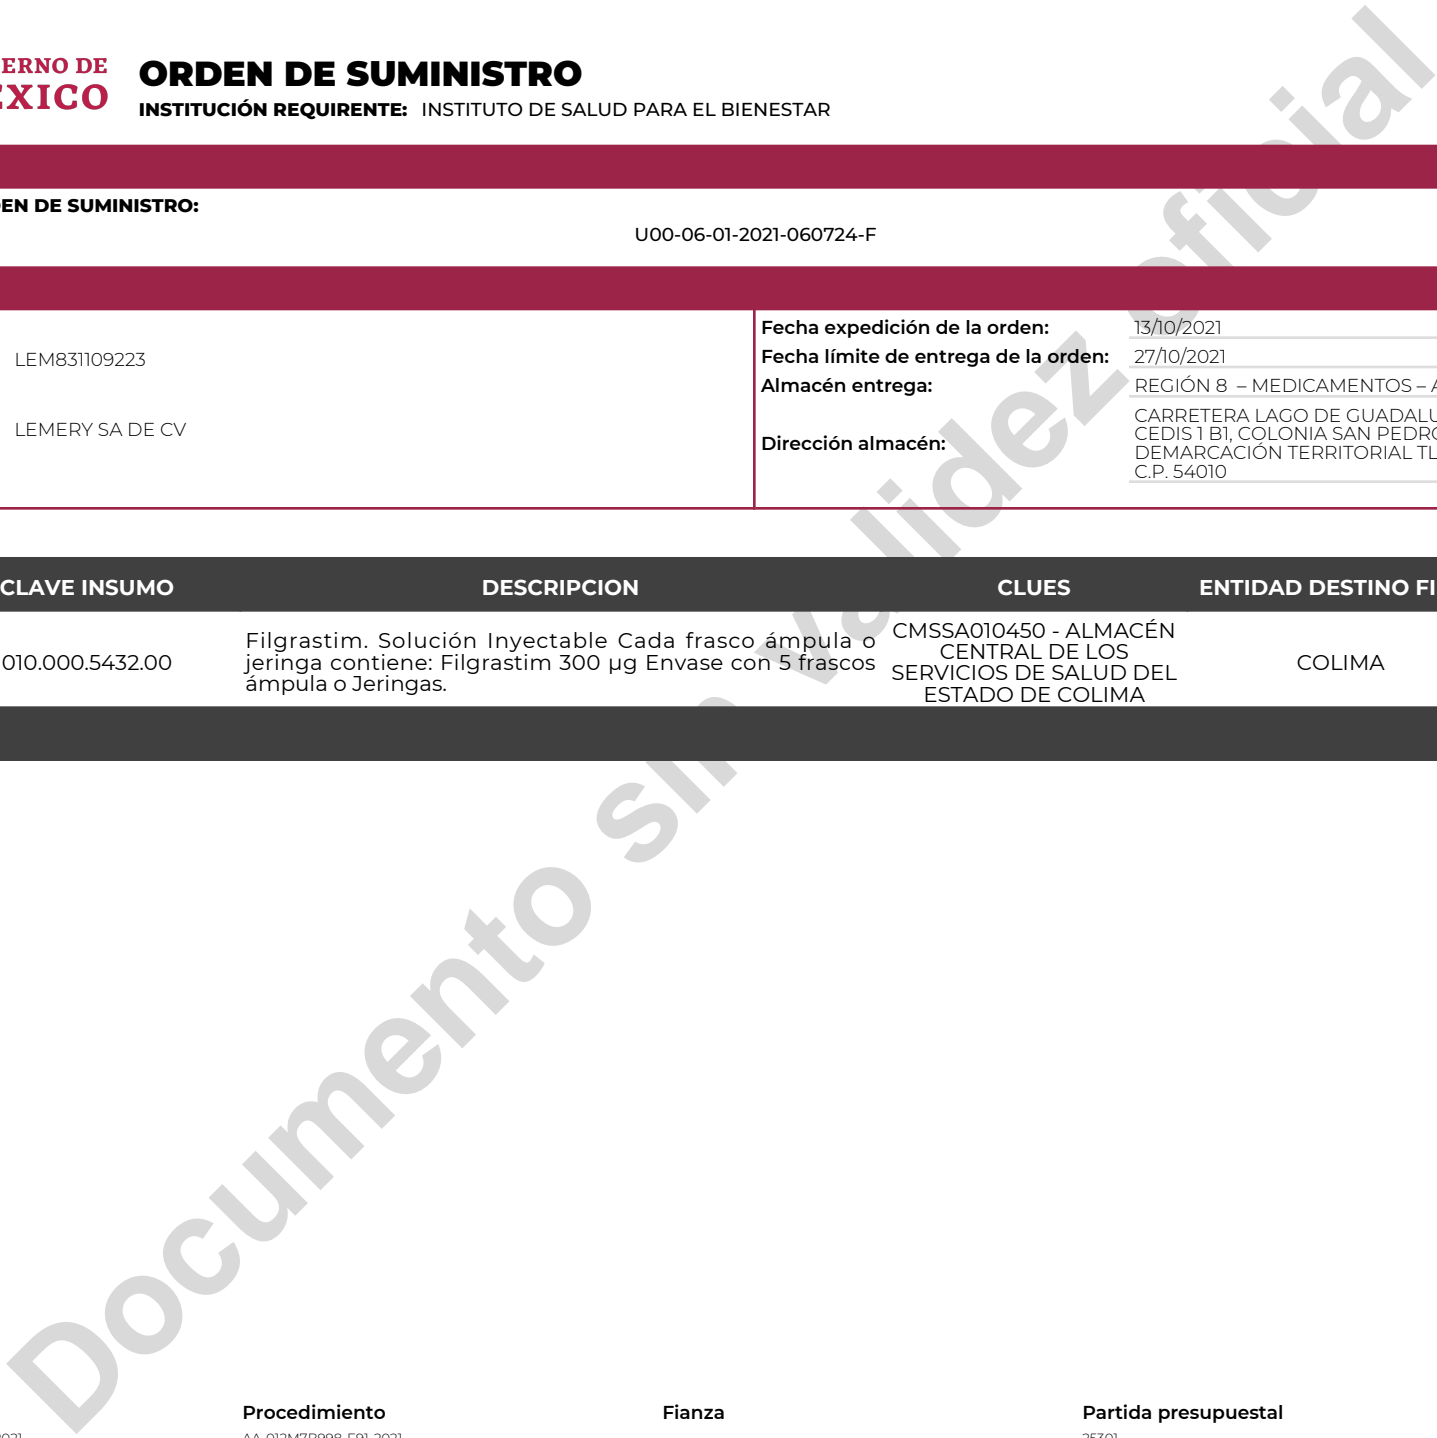 ORDEN DE SUMINISTRO
INSTITUCIÓN REQUIRENTE: INSTITUTO DE SALUD PARA EL BIENESTAR
ERNO DE
XICO
EN DE SUMINISTRO:
U00-06-01-2021-060724-F
LEM831109223
LEMERY SA DE CV
Fecha expedición de la orden: 13/10/2021
Fecha límite de entrega de la orden: 27/10/2021
Almacén entrega: REGIÓN 8 – MEDICAMENTOS – A
Dirección almacén:
CARRETERA LAGO DE GUADALU
CEDIS 1 B1, COLONIA SAN PEDRO
DEMARCACIÓN TERRITORIAL TL
C.P. 54010
CLAVE INSUMO DESCRIPCION CLUES ENTIDAD DESTINO FI
010.000.5432.00
Filgrastim. Solución Inyectable Cada frasco ámpula o
jeringa contiene: Filgrastim 300 µg Envase con 5 frascos
ámpula o Jeringas.
CMSSA010450 - ALMACÉN
CENTRAL DE LOS
SERVICIOS DE SALUD DEL
ESTADO DE COLIMA
COLIMA
Documento sin validez oficial
Procedimiento Fianza Partida presupuestal